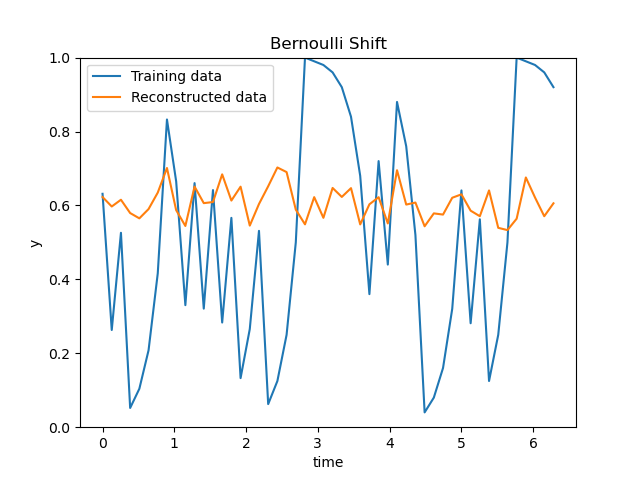 Bernoulli Shift
Training data
Reconstructed data
1.0
0.8
0.6
0.4
0.2
0.0
y
0 1 2 3 4 5 6
time